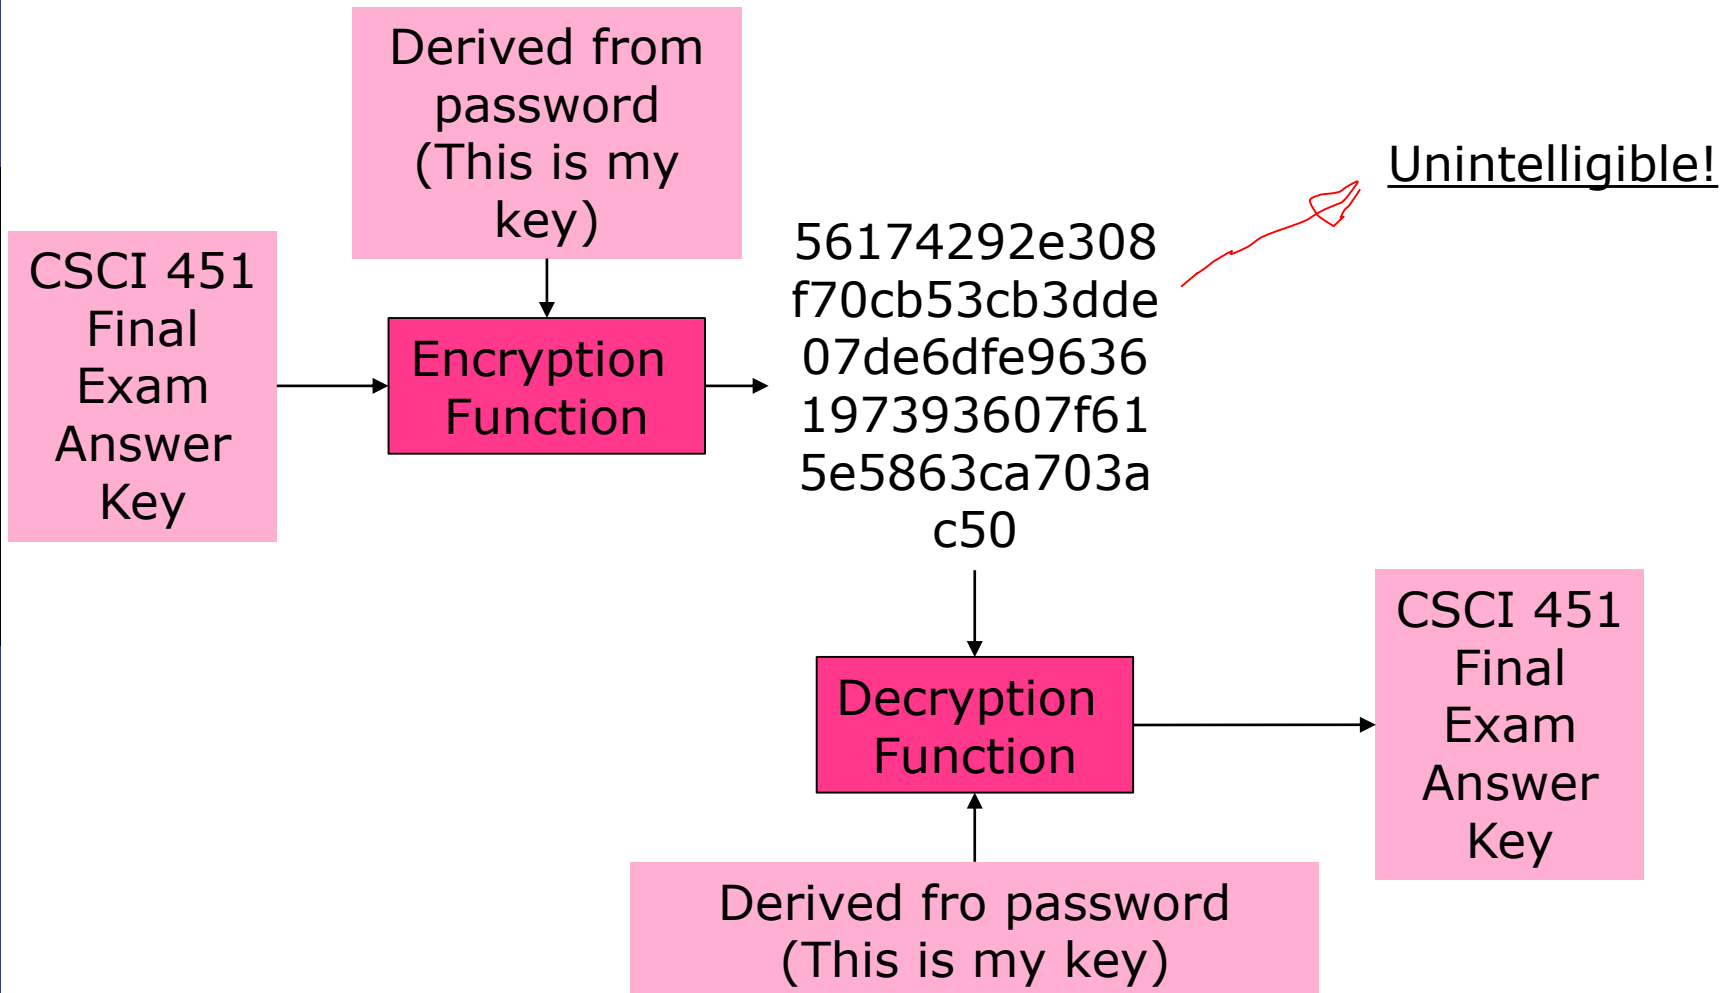 Derived from
password
(This is my
key)
Unintelligible!
CSCI 451
Final
Exam
Answer
Key
Encryption
Function
56174292e308
f70cb53cb3dde
07de6dfe9636
197393607f61
5e5863ca703a
c50
Decryption
Function
CSCI 451
Final
Exam
Answer
Key
Derived fro password
(This is my key)